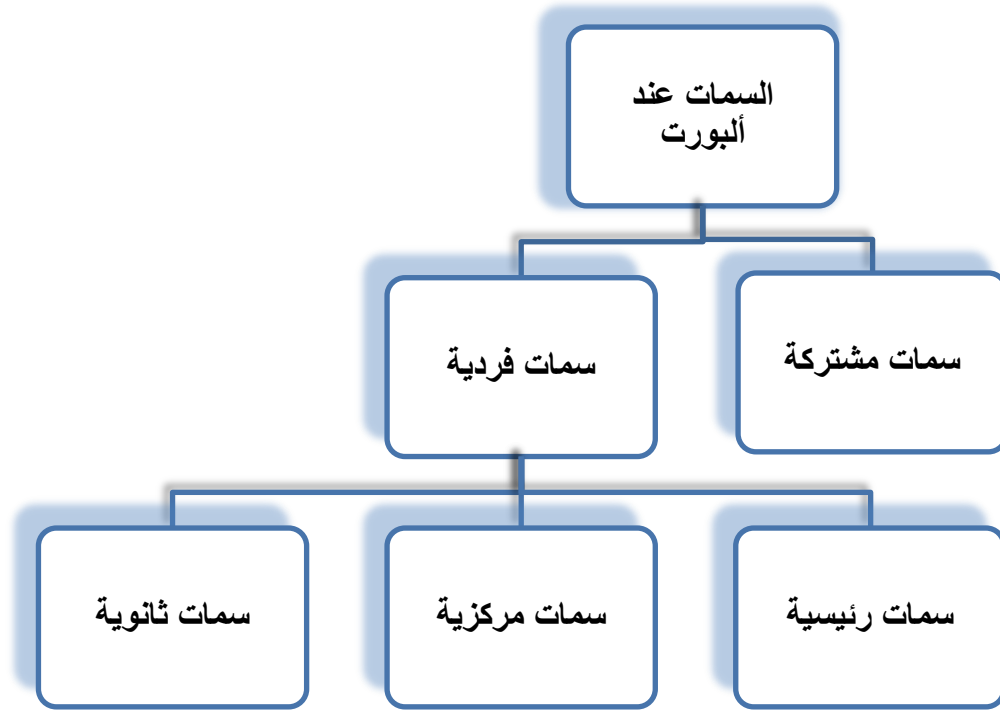 السمات عند
ألبورت
سمات مشتركة
سمات فردية
سمات رئيسية
سمات مركزية
سمات ثانوية